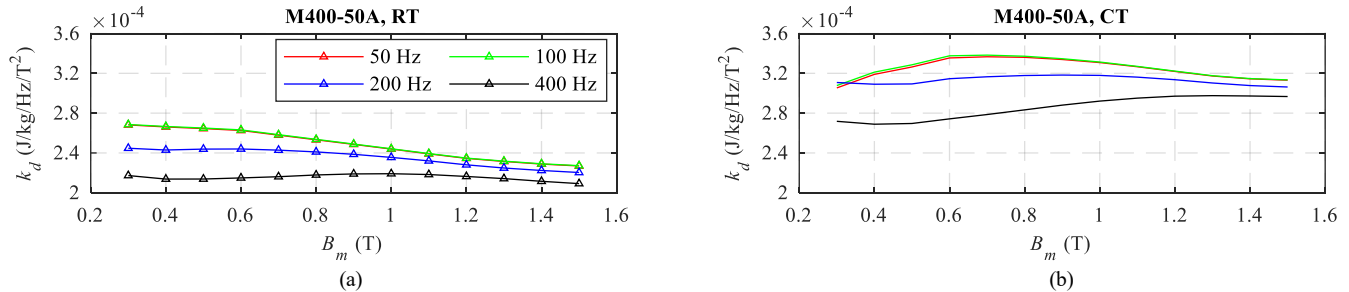 M400-50A, RT
×10⁻⁴
3.6
3.2
2.8
2.4
2
k_d (J/kg/Hz/T²)
50 Hz
100 Hz
200 Hz
400 Hz
0.2 0.4 0.6 0.8 1 1.2 1.4 1.6
B_m (T)
(a)
M400-50A, CT
×10⁻⁴
3.6
3.2
2.8
2.4
2
k_d (J/kg/Hz/T²)
0.2 0.4 0.6 0.8 1 1.2 1.4 1.6
B_m (T)
(b)